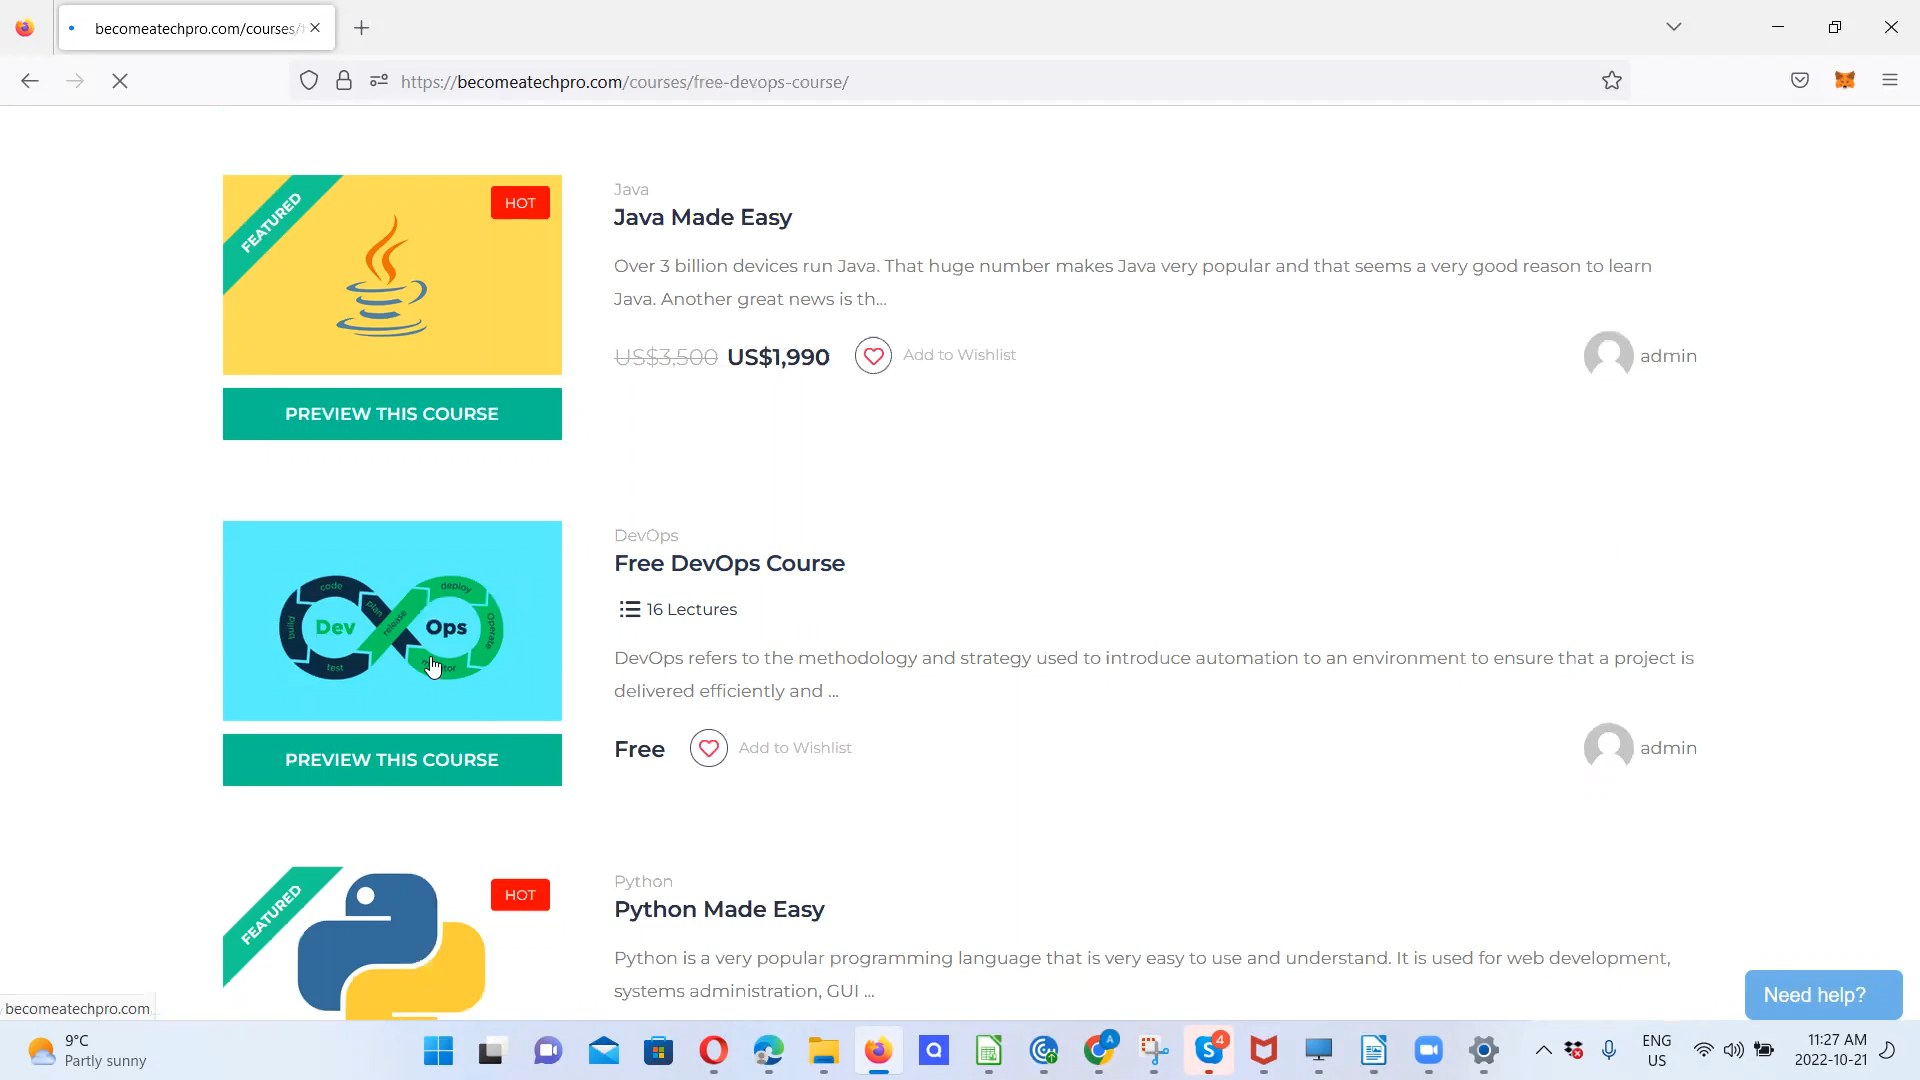 becomeatechpro.com/courses/
https://becomeatechpro.com/courses/free-devops-course/
FEATURED
HOT
Java
Java Made Easy
Over 3 billion devices run Java. That huge number makes Java very popular and that seems a very good reason to learn
Java. Another great news is th...
US$3,500 US$1,990 Add to Wishlist
admin
PREVIEW THIS COURSE
DevOps
Free DevOps Course
16 Lectures
code
plan
build
Dev
test
release
deploy
Operate
Ops
DevOps refers to the methodology and strategy used to introduce automation to an environment to ensure that a project is
delivered efficiently and ...
Free Add to Wishlist
admin
PREVIEW THIS COURSE
FEATURED
HOT
Python
Python Made Easy
Python is a very popular programming language that is very easy to use and understand. It is used for web development,
systems administration, GUI ...
Need help?
becomeatechpro.com
9°C
Partly sunny
A
4
ENG
US
11:27 AM
2022-10-21